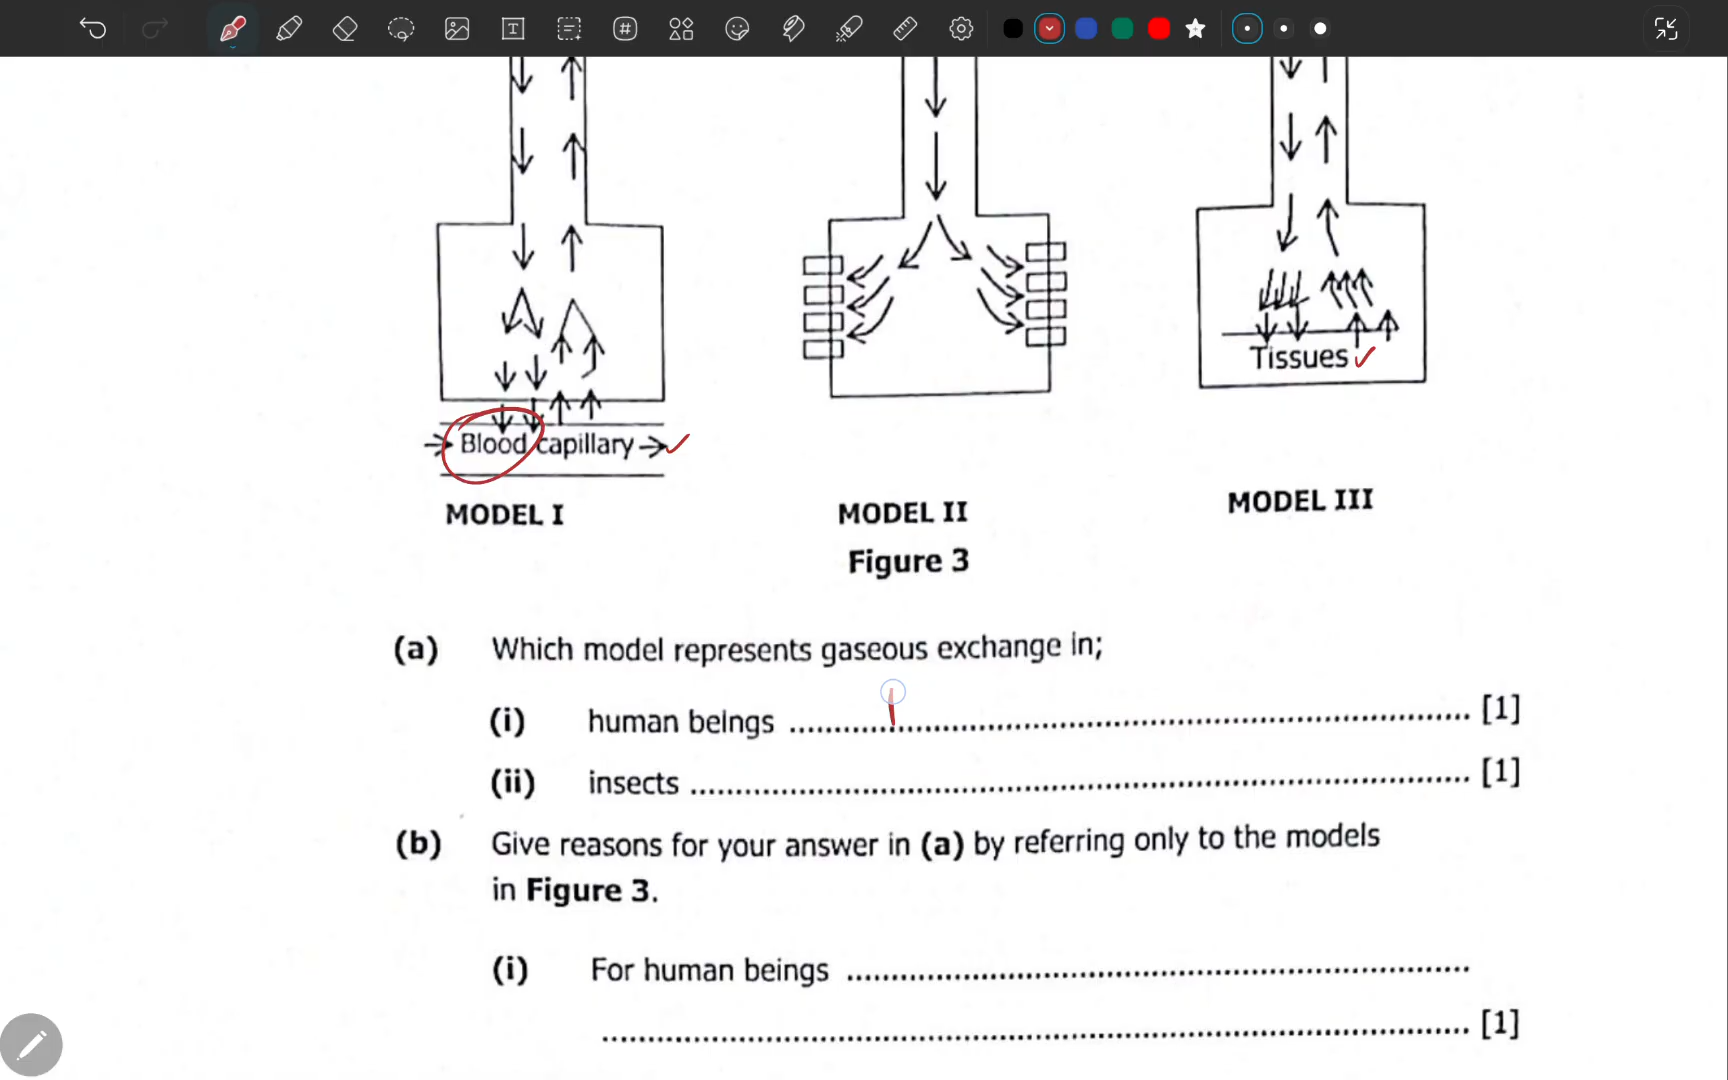 Tissues
Blood capillary
MODEL I
MODEL II
MODEL III
Figure 3
(a) Which model represents gaseous exchange in;
(i) human beings ........................................ [1]
(ii) insects ........................................ [1]
(b) Give reasons for your answer in (a) by referring only to the models
in Figure 3.
(i) For human beings ........................................
........................................ [1]